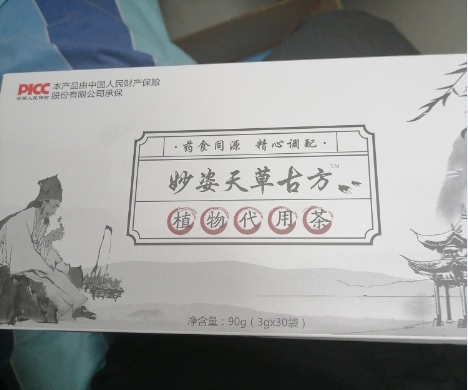 PICC 本产品由中国人民财产保险
中国人民保险 股份有限公司承保
·药食同源 精心调配·
妙姿天草古方™
植物代用茶
净含量：90g（3gx30袋）